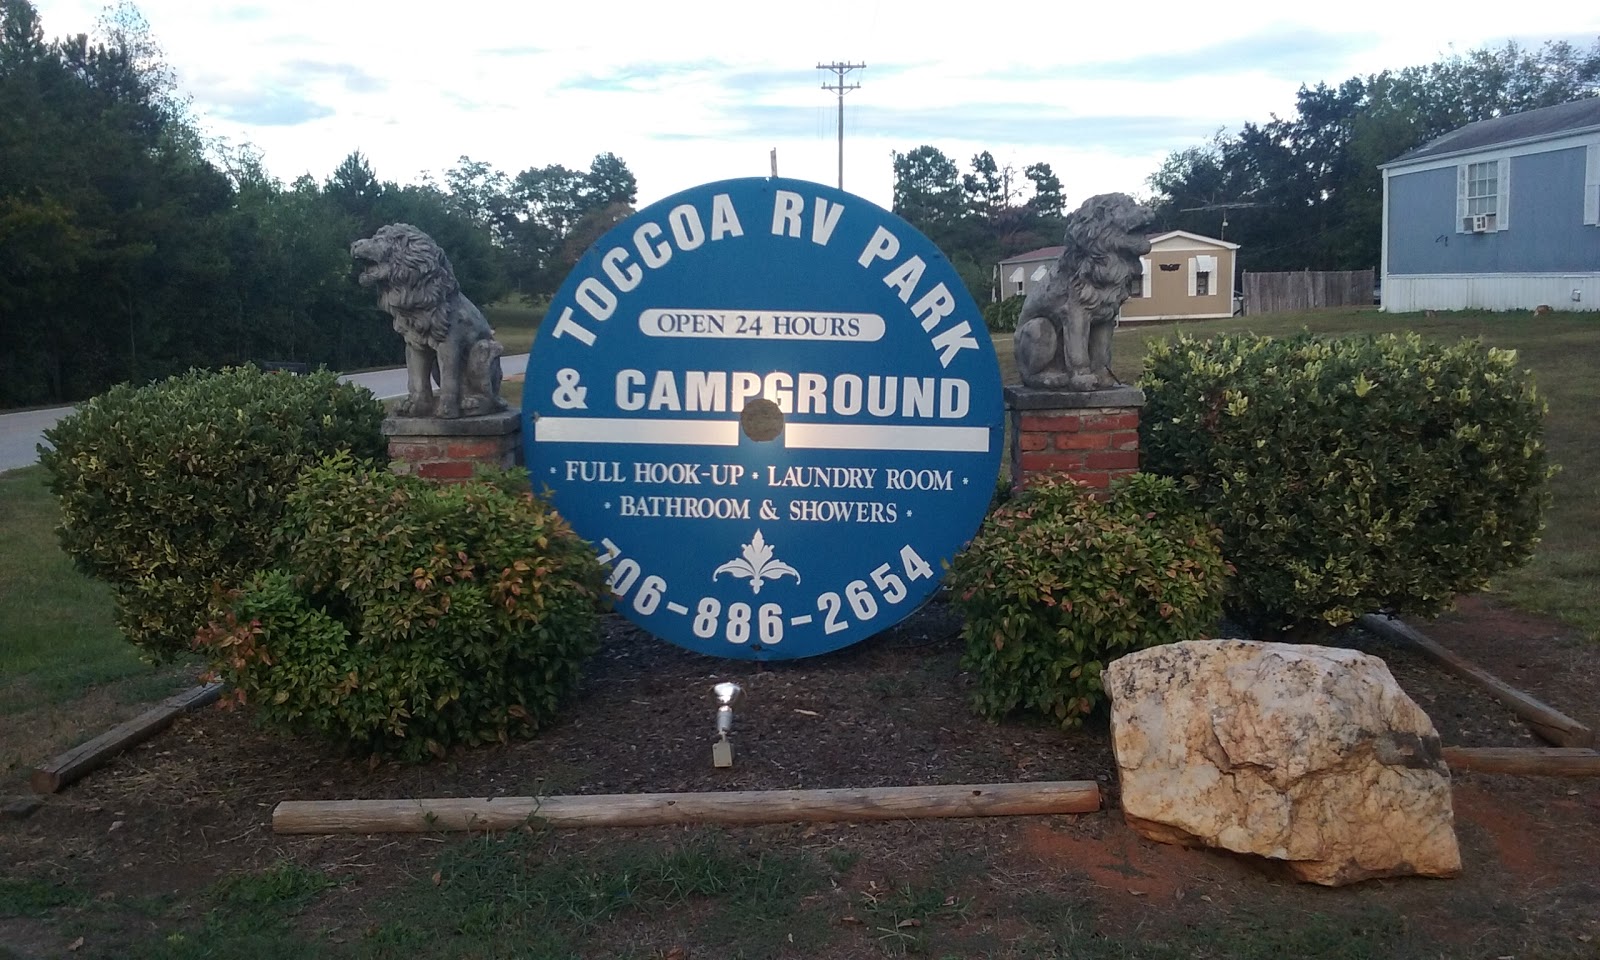 TOCCOA RV PARK
OPEN 24 HOURS
& CAMPGROUND
• FULL HOOK-UP • LAUNDRY ROOM •
• BATHROOM & SHOWERS •
706-886-2654